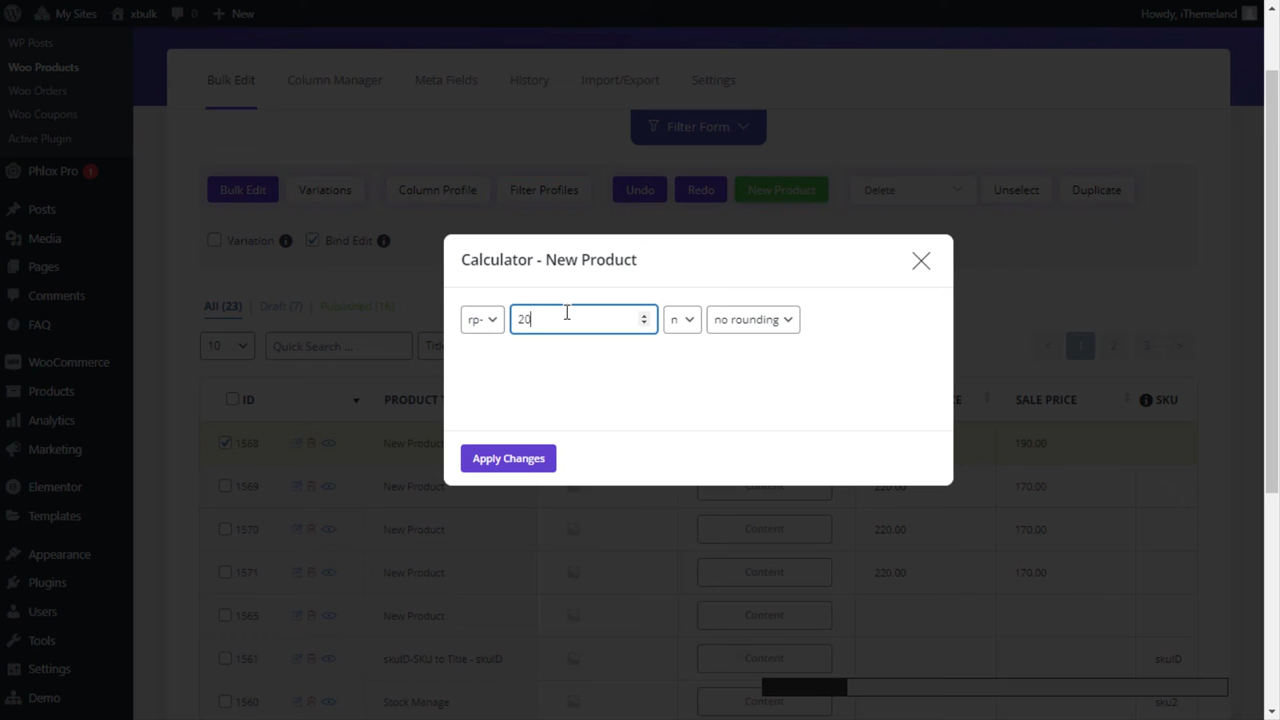 My Sites
xbulk
0
New
Howdy, iThemeland
WP Posts
Woo Products
Woo Orders
Woo Coupons
Active Plugin
Phlox Pro 1
Posts
Media
Pages
Comments
FAQ
WooCommerce
Products
Analytics
Marketing
Elementor
Templates
Appearance
Plugins
Users
Tools
Settings
Demo
Bulk Edit Column Manager Meta Fields History Import/Export Settings
Filter Form
Bulk Edit Variations Column Profile Filter Profiles Undo Redo New Product Delete Unselect Duplicate
Variation Bind Edit
Calculator - New Product
rp- 20 n no rounding
Apply Changes
All (23) | Draft (7) | Published (16)
10 Quick Search ... Titl
« 1 2 3 »
ID PRODUCT T CE SALE PRICE SKU
1568 New Product 190.00
1569 New Product Content 220.00 170.00
1570 New Product Content 220.00 170.00
1571 New Product Content 220.00 170.00
1565 New Product Content
1561 skuID-SKU to Title - skuID Content skuID
1560 Stock Manage Content sku2